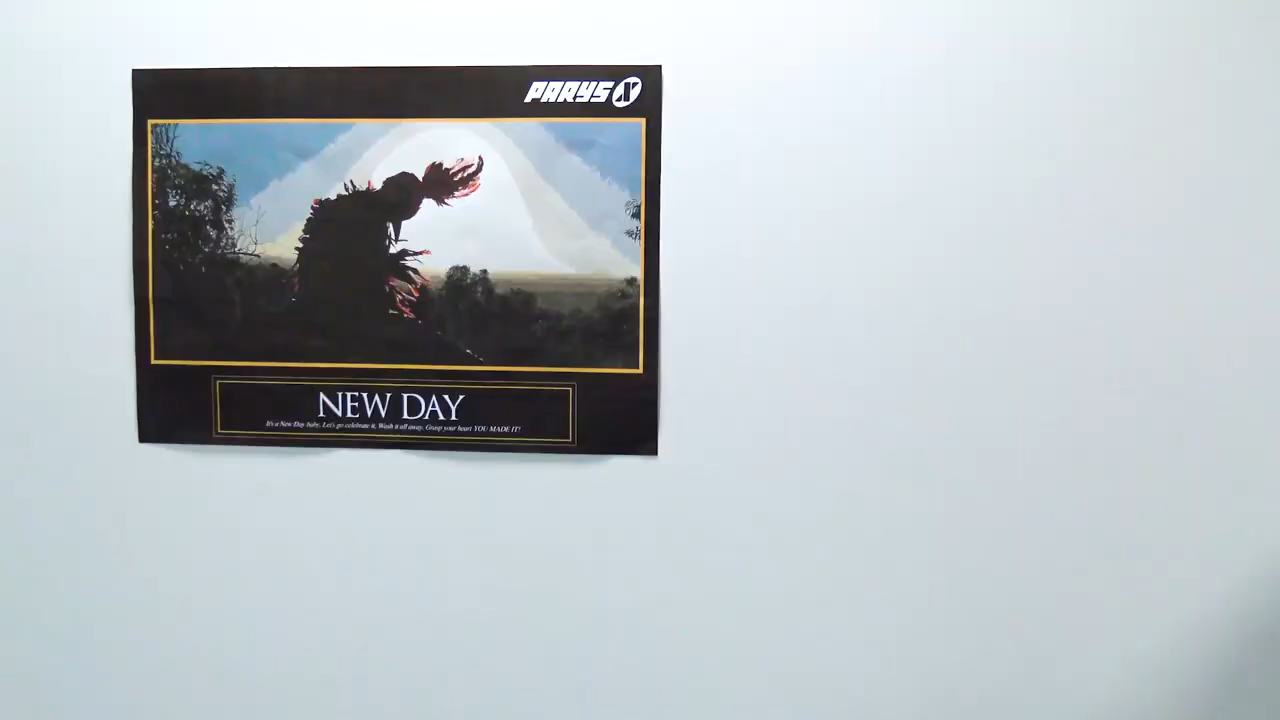 PARYS
NEW DAY
It's a New Day baby. Let's go celebrate it, Wash it all away. Grasp your heart YOU MADE IT!